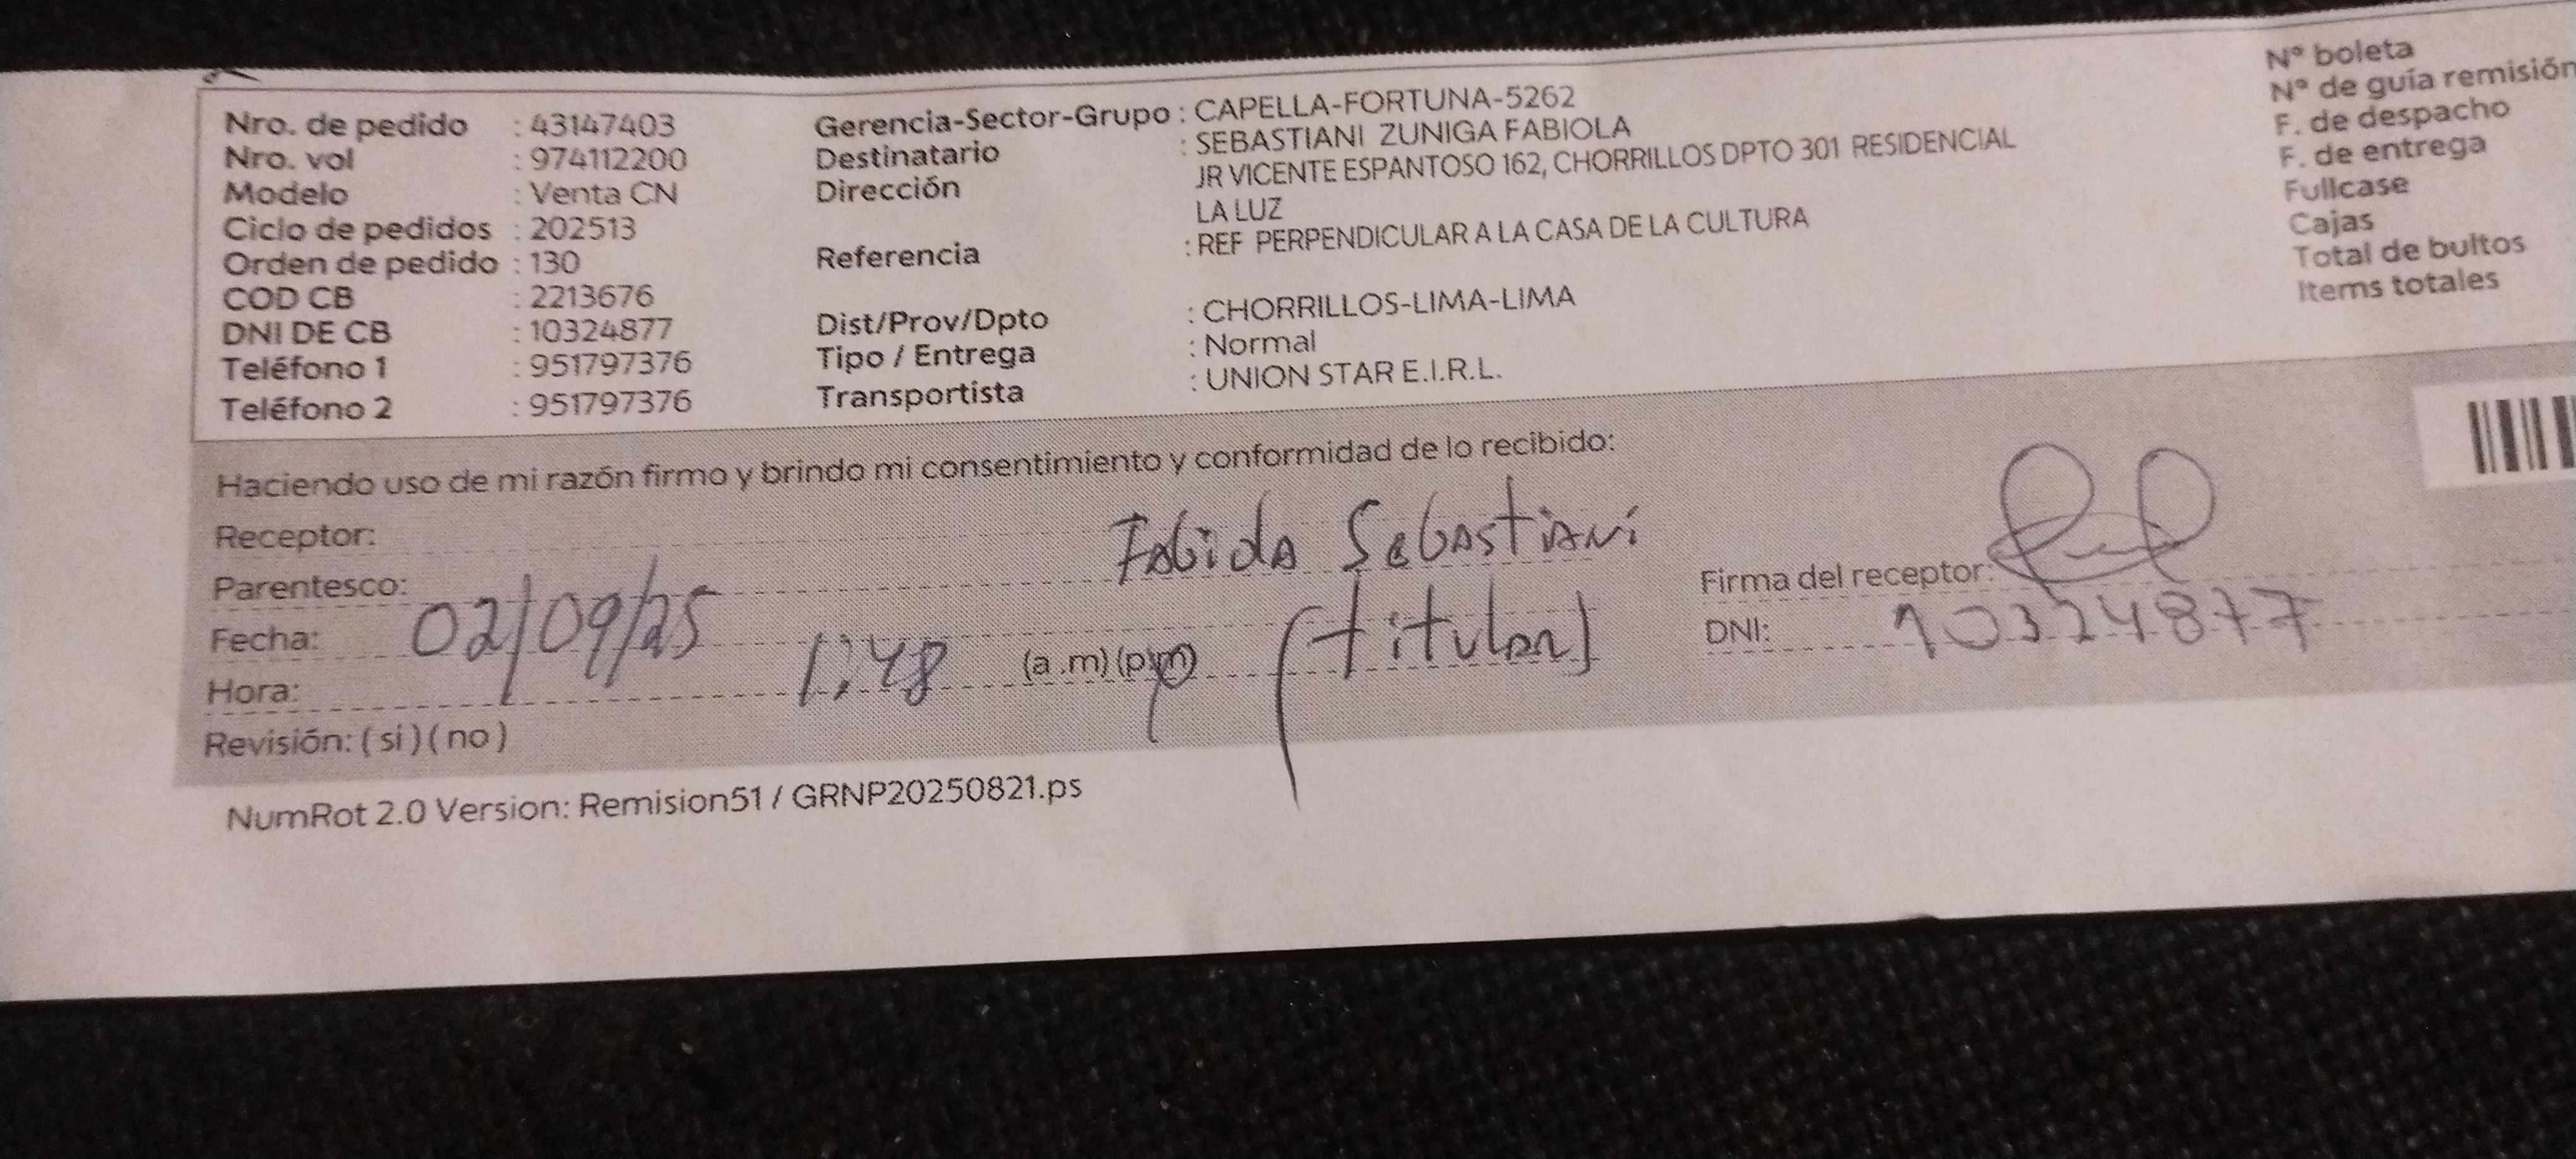 Nro. de pedido : 43147403
Nro. vol : 974112200
Modelo : Venta CN
Ciclo de pedidos : 202513
Orden de pedido : 130
COD CB : 2213676
DNI DE CB : 10324877
Teléfono 1 : 951797376
Teléfono 2 : 951797376
Gerencia-Sector-Grupo : CAPELLA-FORTUNA-5262
Destinatario : SEBASTIANI ZUNIGA FABIOLA
Dirección JR VICENTE ESPANTOSO 162, CHORRILLOS DPTO 301 RESIDENCIAL
LA LUZ
Referencia : REF PERPENDICULAR A LA CASA DE LA CULTURA
Dist/Prov/Dpto : CHORRILLOS-LIMA-LIMA
Tipo / Entrega : Normal
Transportista : UNION STAR E.I.R.L.
N° boleta
N° de guía remisión
F. de despacho
F. de entrega
Fullcase
Cajas
Total de bultos
Items totales
Haciendo uso de mi razón firmo y brindo mi consentimiento y conformidad de lo recibido:
Receptor: Sebastiani
Parentesco: (titular)
Fecha: 02/09/25
Hora: 1:48 (a.m) (p.m)
Revisión: ( si ) ( no )
Firma del receptor:
DNI: 10324877
NumRot 2.0 Version: Remision51 / GRNP20250821.ps